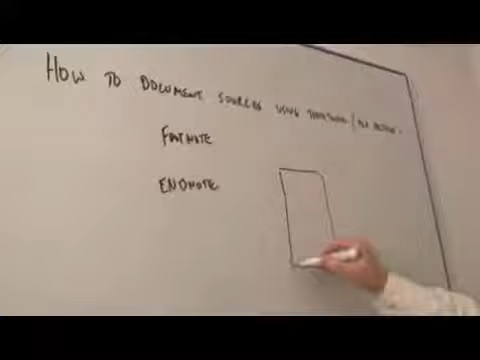 HOW TO DOCUMENT SOURCES USING
FOOTNOTE
ENDNOTE